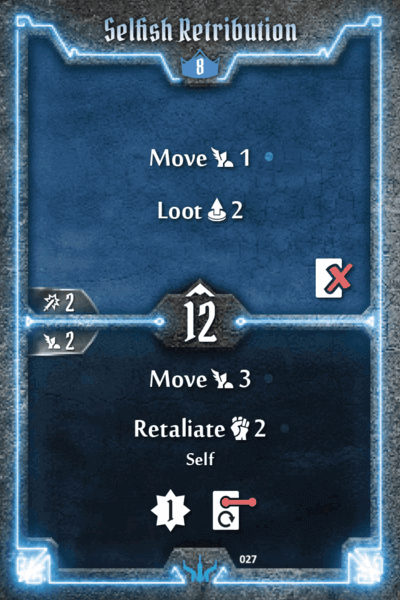 Selfish Retribution
8
Move 1
Loot 2
2
12
2
Move 3
Retaliate 2
Self
1
027